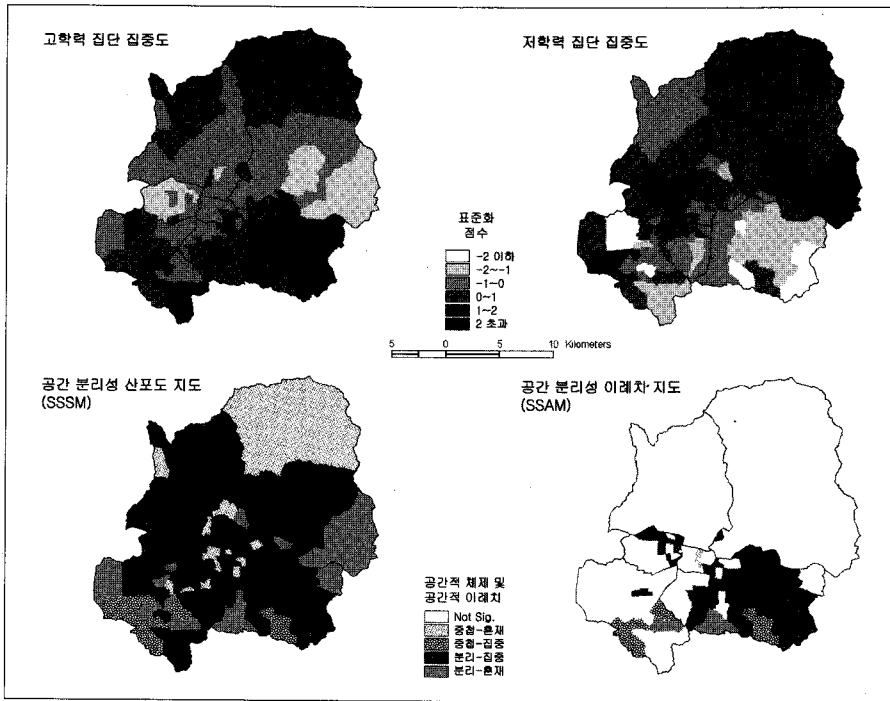 고학력 집단 집중도
저학력 집단 집중도
표준화
점수
-2 이하
-2~-1
-1~0
0~1
1~2
2 초과
5 0 5 10 Kilometers
공간 분리성 산포도 지도
(SSSM)
공간 분리성 이례치 지도
(SSAM)
공간적 체제 및
공간적 이례치
Not Sig.
중첩-혼재
중첩-집중
분리-집중
분리-혼재